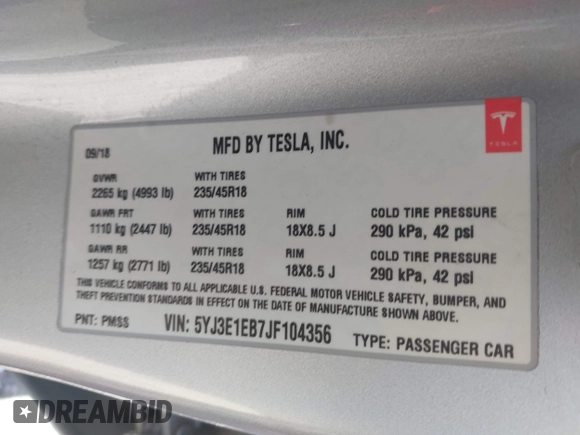 09/18
MFD BY TESLA, INC.
TESLA
GVWR WITH TIRES
2265 kg (4993 lb) 235/45R18
GAWR FRT WITH TIRES RIM COLD TIRE PRESSURE
1110 kg (2447 lb) 235/45R18 18X8.5 J 290 kPa, 42 psi
GAWR RR WITH TIRES RIM COLD TIRE PRESSURE
1257 kg (2771 lb) 235/45R18 18X8.5 J 290 kPa, 42 psi
THIS VEHICLE CONFORMS TO ALL APPLICABLE U.S. FEDERAL MOTOR VEHICLE SAFETY, BUMPER, AND
THEFT PREVENTION STANDARDS IN EFFECT ON THE DATE OF MANUFACTURE SHOWN ABOVE.
PNT: PMSS VIN: 5YJ3E1EB7JF104356 TYPE: PASSENGER CAR
DREAMBID